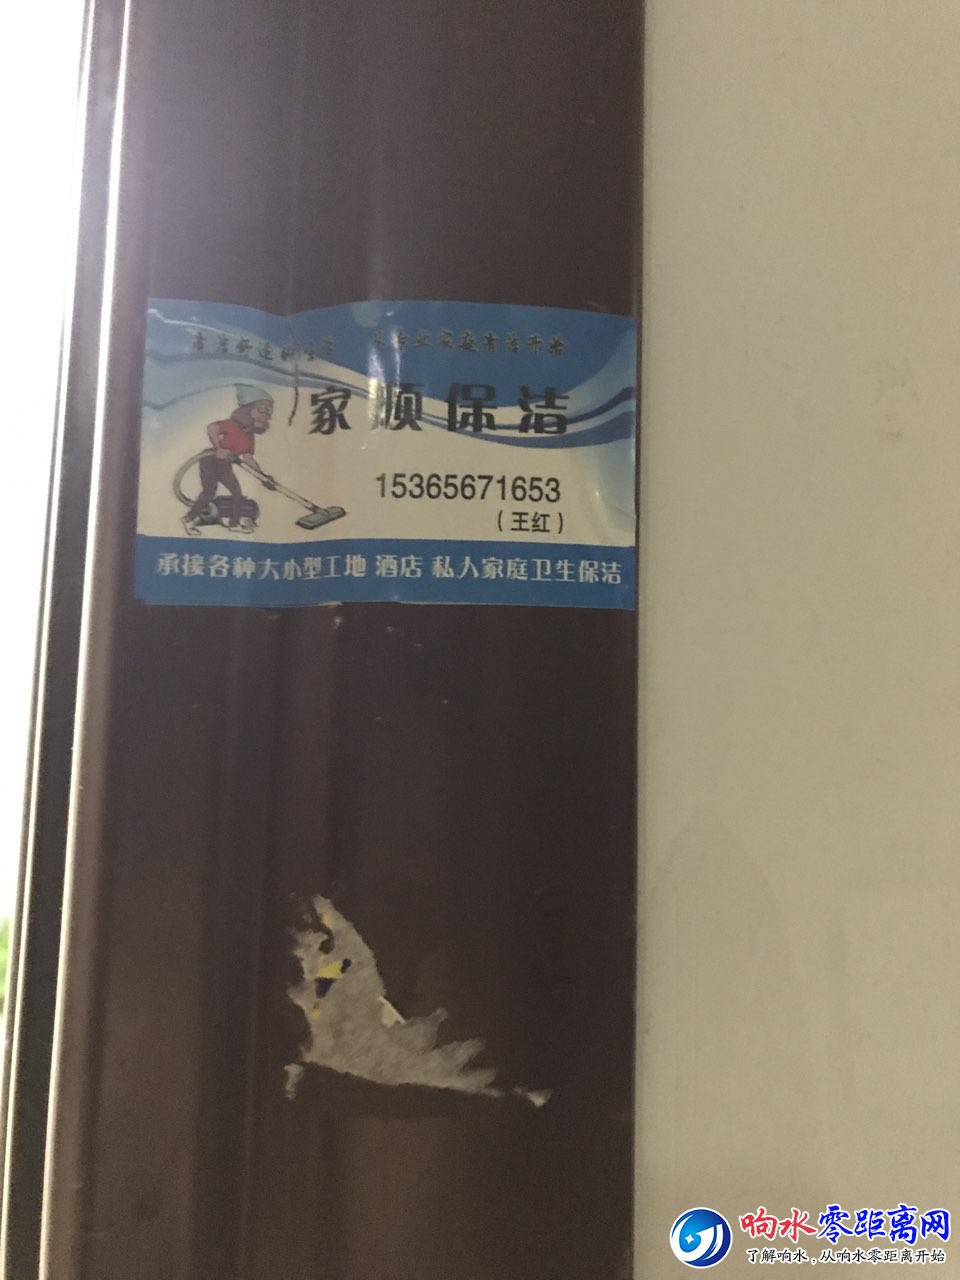 家顺保洁
15365671653
（王红）
承接各种大小型工地 酒店 私人家庭卫生保洁
响水零距离网
了解响水，从响水零距离开始